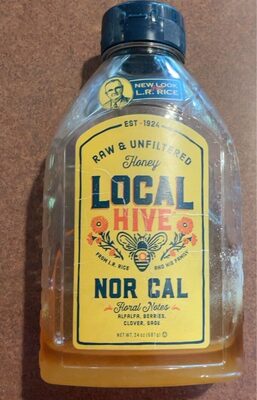 NEW LOOK
L.R. RICE
EST - 1924
RAW & UNFILTERED
Honey
LOCAL
HIVE
FROM L.R. RICE AND HIS FAMILY
NOR CAL
Floral Notes
ALFALFA, BERRIES,
CLOVER, SAGE
NET WT. 24 oz (681g)